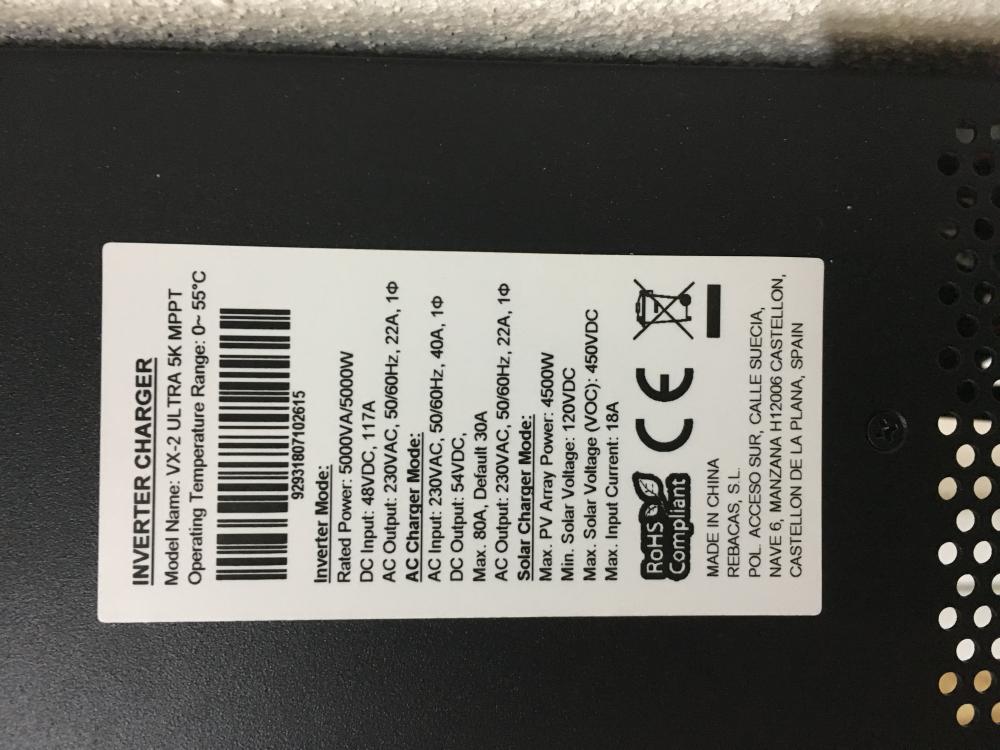 INVERTER CHARGER
Model Name: VX-2 ULTRA 5K MPPT
Operating Temperature Range: 0~ 55°C
92931807102615
Inverter Mode:
Rated Power: 5000VA/5000W
DC Input: 48VDC, 117A
AC Output: 230VAC, 50/60Hz, 22A, 1Φ
AC Charger Mode:
AC Input: 230VAC, 50/60Hz, 40A, 1Φ
DC Output: 54VDC,
Max. 80A, Default 30A
AC Output: 230VAC, 50/60Hz, 22A, 1Φ
Solar Charger Mode:
Max. PV Array Power: 4500W
Min. Solar Voltage: 120VDC
Max. Solar Voltage (VOC): 450VDC
Max. Input Current: 18A
RoHS
Compliant
CE
MADE IN CHINA
REBACAS, S.L.
POL. ACCESO SUR, CALLE SUECIA,
NAVE 6, MANZANA H12006 CASTELLON,
CASTELLON DE LA PLANA, SPAIN